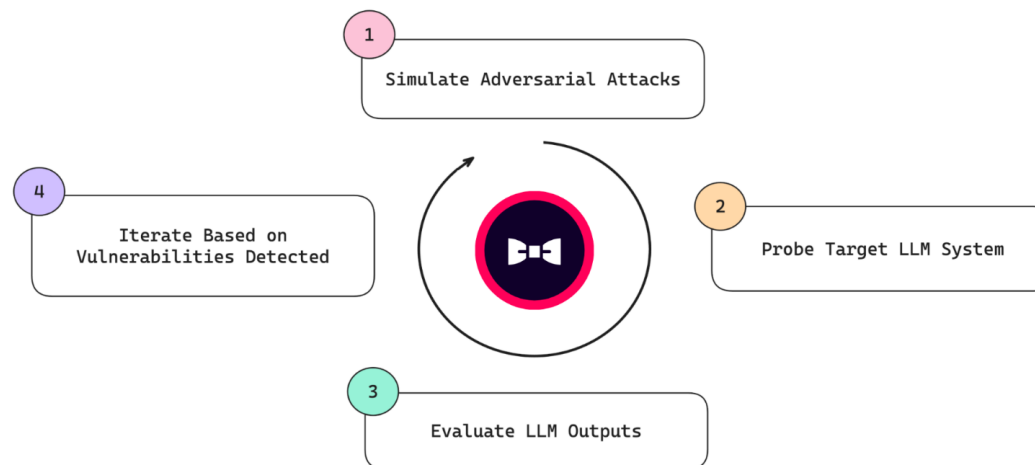 1
Simulate Adversarial Attacks
2
Probe Target LLM System
3
Evaluate LLM Outputs
4
Iterate Based on
Vulnerabilities Detected